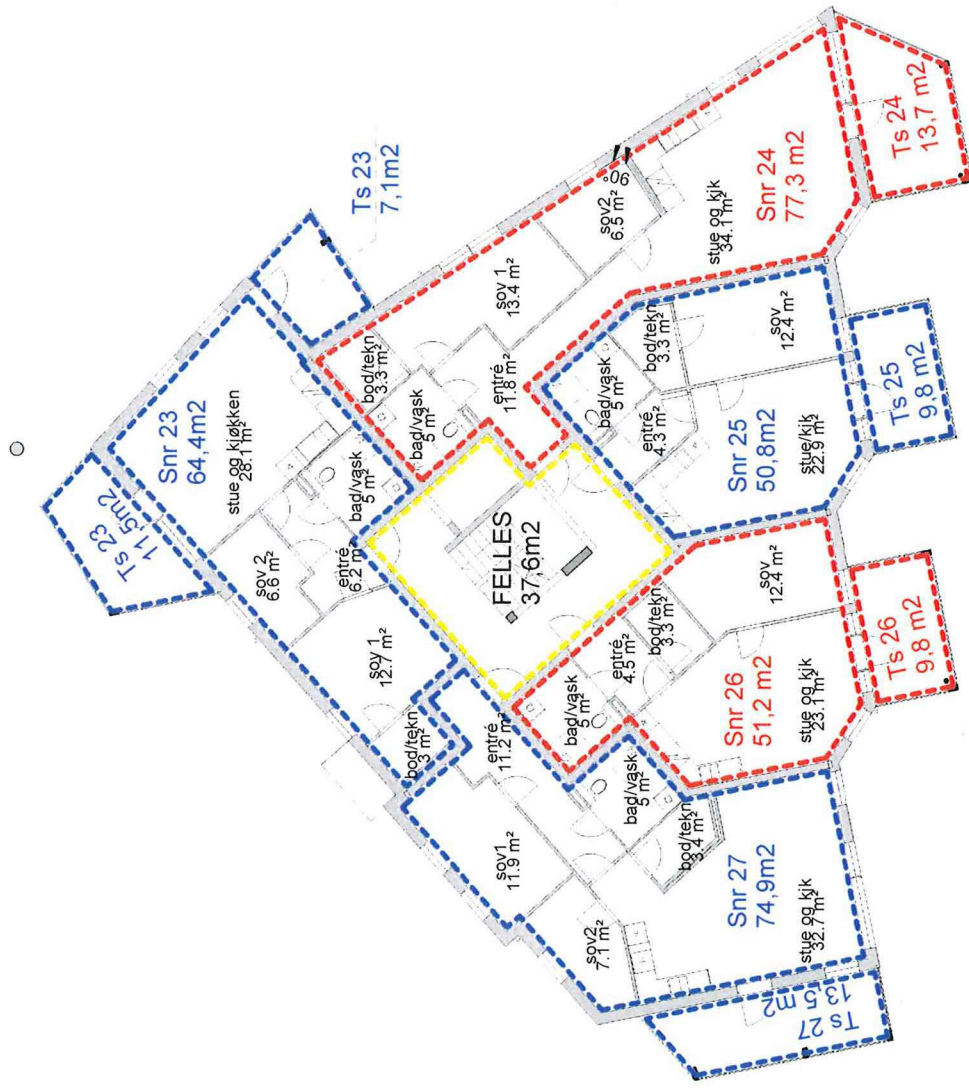 Ts 23
11,5m2
Snr 23
64,4m2
stue og kjøkken
28.1 m²
sov 2
6.6 m²
bad/vask
5 m²
entré
6.2 m²
sov 1
12.7 m²
bod/tekn
3 m²
Ts 23
7,1m2
bod/tekn
3.3 m²
bad/vask
5 m²
sov 1
13.4 m²
sov2
6.5 m²
90°
entré
11.8 m²
stue og kjk
34.1 m²
Snr 24
77,3 m2
Ts 24
13,7 m2
FELLES
37,6m2
bad/vask
5 m²
bod/tekn
3.3 m²
entré
4.3 m²
sov
12.4 m²
Snr 25
50,8m2
stue/kjk
22.9 m²
Ts 25
9,8 m2
bad/vask
5 m²
entré
4.5 m²
bod/tekn
3.3 m²
sov
12.4 m²
Snr 26
51,2 m2
stue og kjk
23.1 m²
Ts 26
9,8 m2
entré
11.2 m²
sov1
11.9 m²
bad/vask
5 m²
bod/tekn
3.4 m²
sov2
7.1 m²
Snr 27
74,9m2
stue og kjk
32.7 m²
Ts 27
13,5 m2